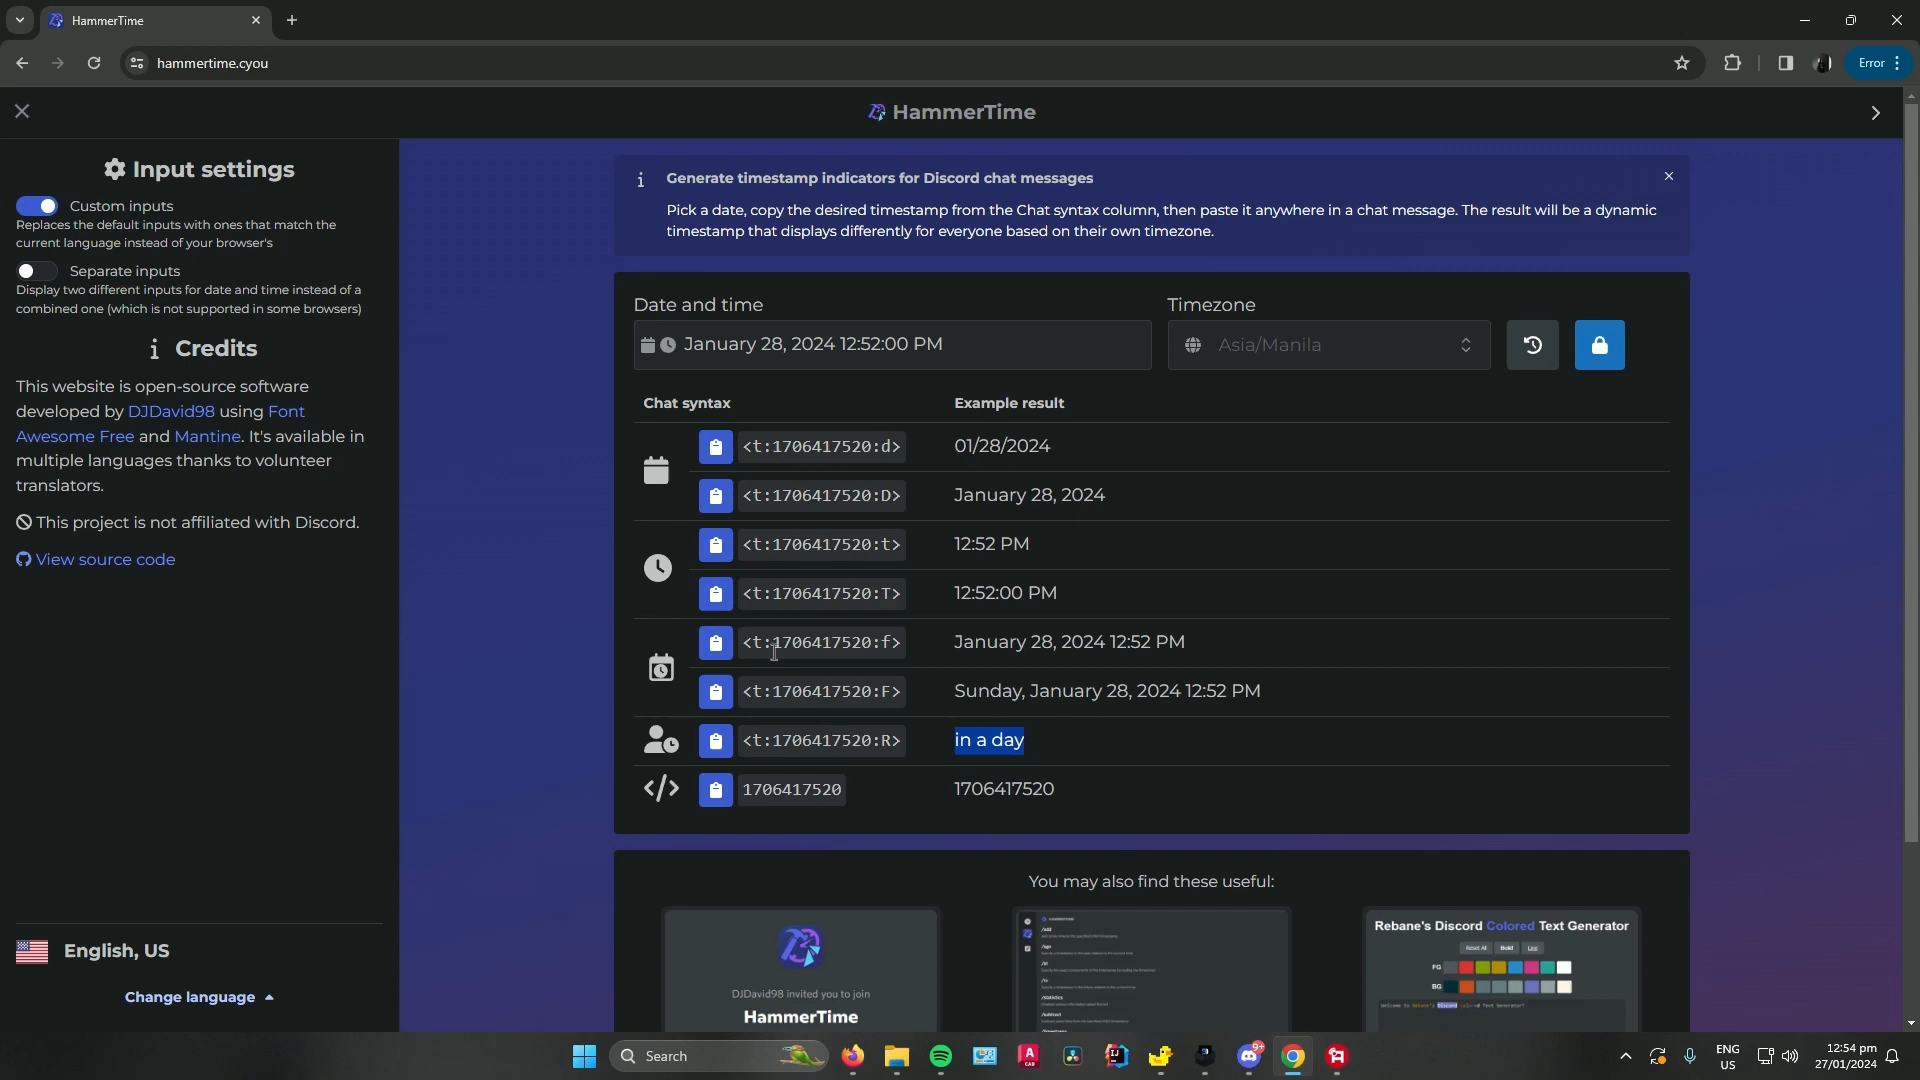 HammerTime
hammertime.cyou
Error
HammerTime
Input settings
Custom inputs
Replaces the default inputs with ones that match the
current language instead of your browser's
Separate inputs
Display two different inputs for date and time instead of a
combined one (which is not supported in some browsers)
Credits
This website is open-source software
developed by DJDavid98 using Font
Awesome Free and Mantine. It's available in
multiple languages thanks to volunteer
translators.
This project is not affiliated with Discord.
View source code
English, US
Change language
Generate timestamp indicators for Discord chat messages
Pick a date, copy the desired timestamp from the Chat syntax column, then paste it anywhere in a chat message. The result will be a dynamic
timestamp that displays differently for everyone based on their own timezone.
Date and time Timezone
January 28, 2024 12:52:00 PM Asia/Manila
Chat syntax Example result
<t:1706417520:d> 01/28/2024
<t:1706417520:D> January 28, 2024
<t:1706417520:t> 12:52 PM
<t:1706417520:T> 12:52:00 PM
<t:1706417520:f> January 28, 2024 12:52 PM
<t:1706417520:F> Sunday, January 28, 2024 12:52 PM
<t:1706417520:R> in a day
1706417520 1706417520
You may also find these useful:
DJDavid98 invited you to join
HammerTime
Rebane's Discord Colored Text Generator
Reset All Bold Line
FG
BG
Search
9+
ENG
US
12:54 pm
27/01/2024